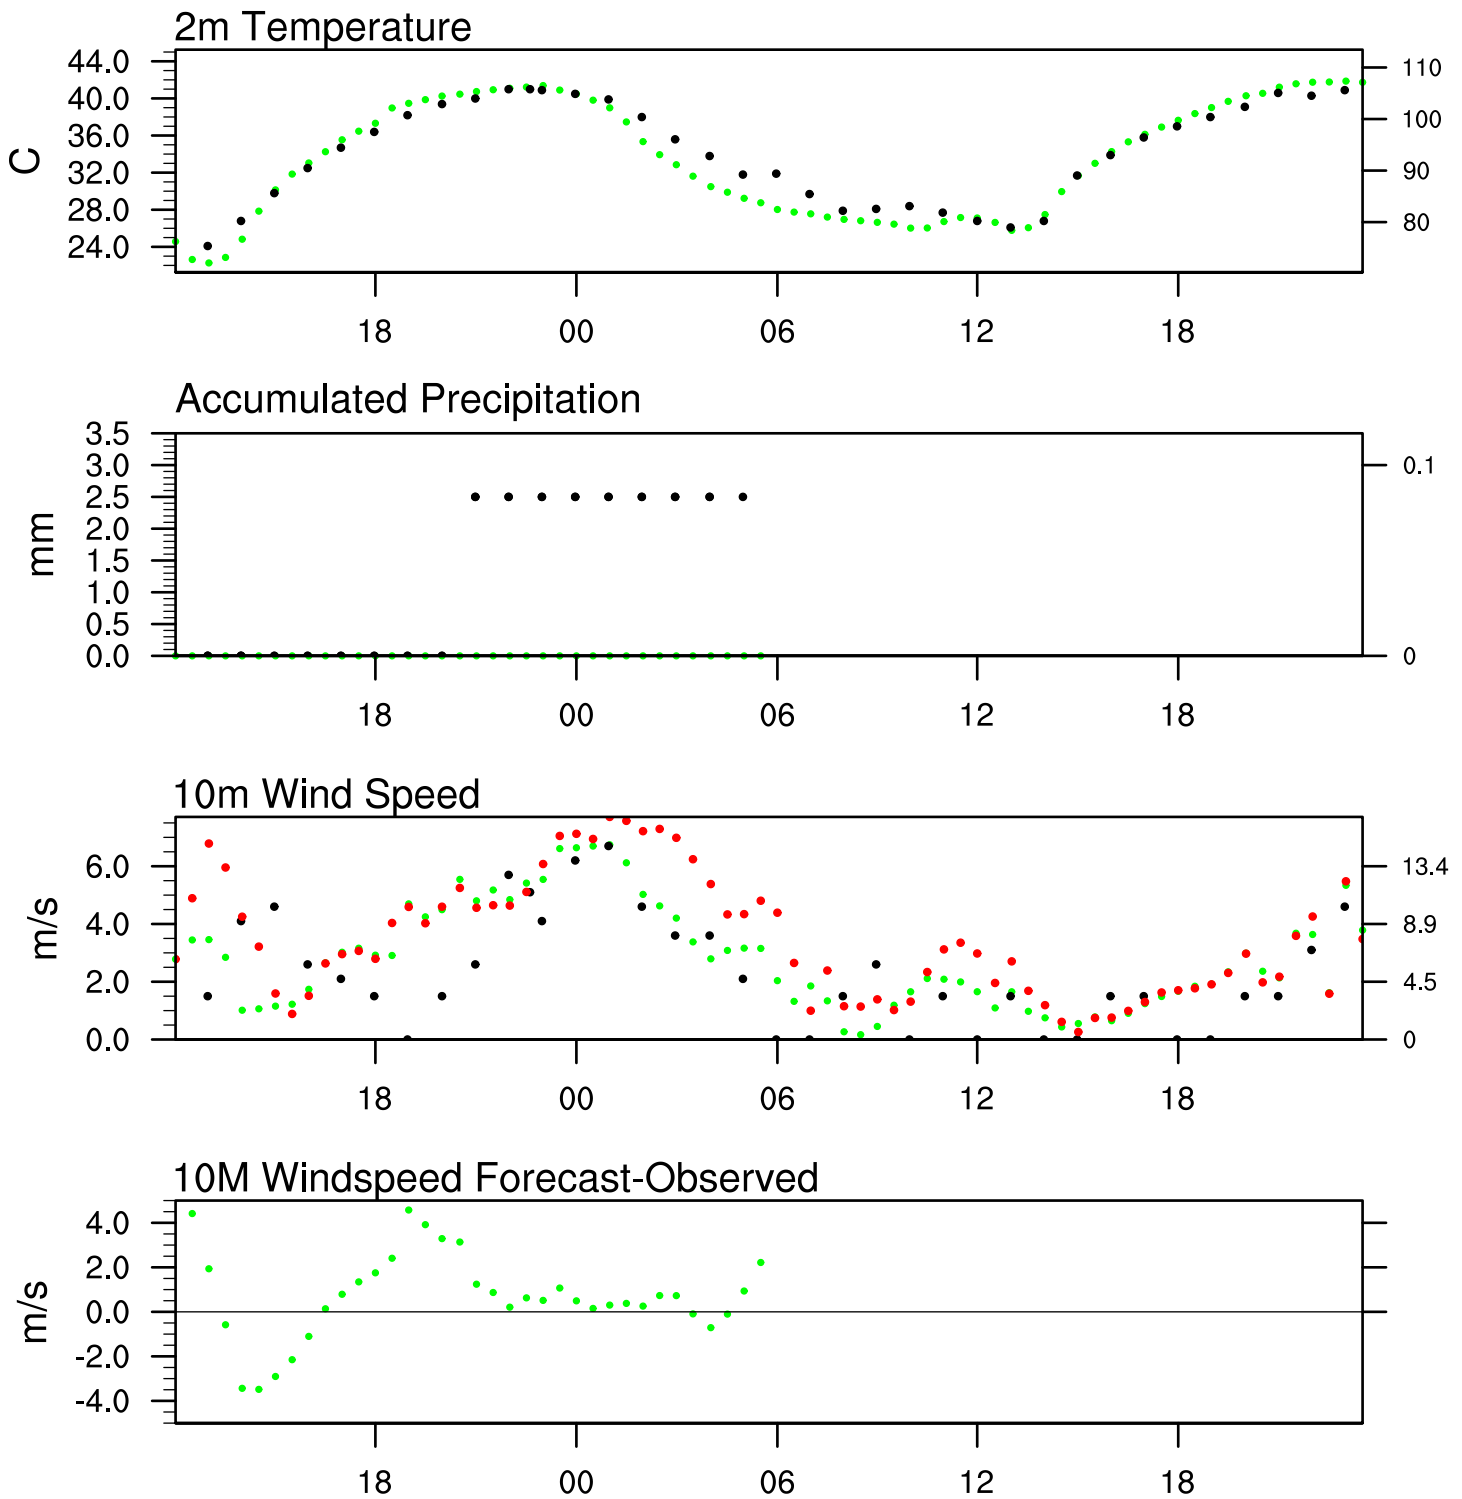 2m Temperature
44.0
40.0
36.0
32.0
28.0
24.0
C
110
100
90
80
18 00 06 12 18
Accumulated Precipitation
3.5
3.0
2.5
2.0
1.5
1.0
0.5
0.0
mm
0.1
0
18 00 06 12 18
10m Wind Speed
6.0
4.0
2.0
0.0
m/s
13.4
8.9
4.5
0
18 00 06 12 18
10M Windspeed Forecast-Observed
4.0
2.0
0.0
-2.0
-4.0
m/s
18 00 06 12 18